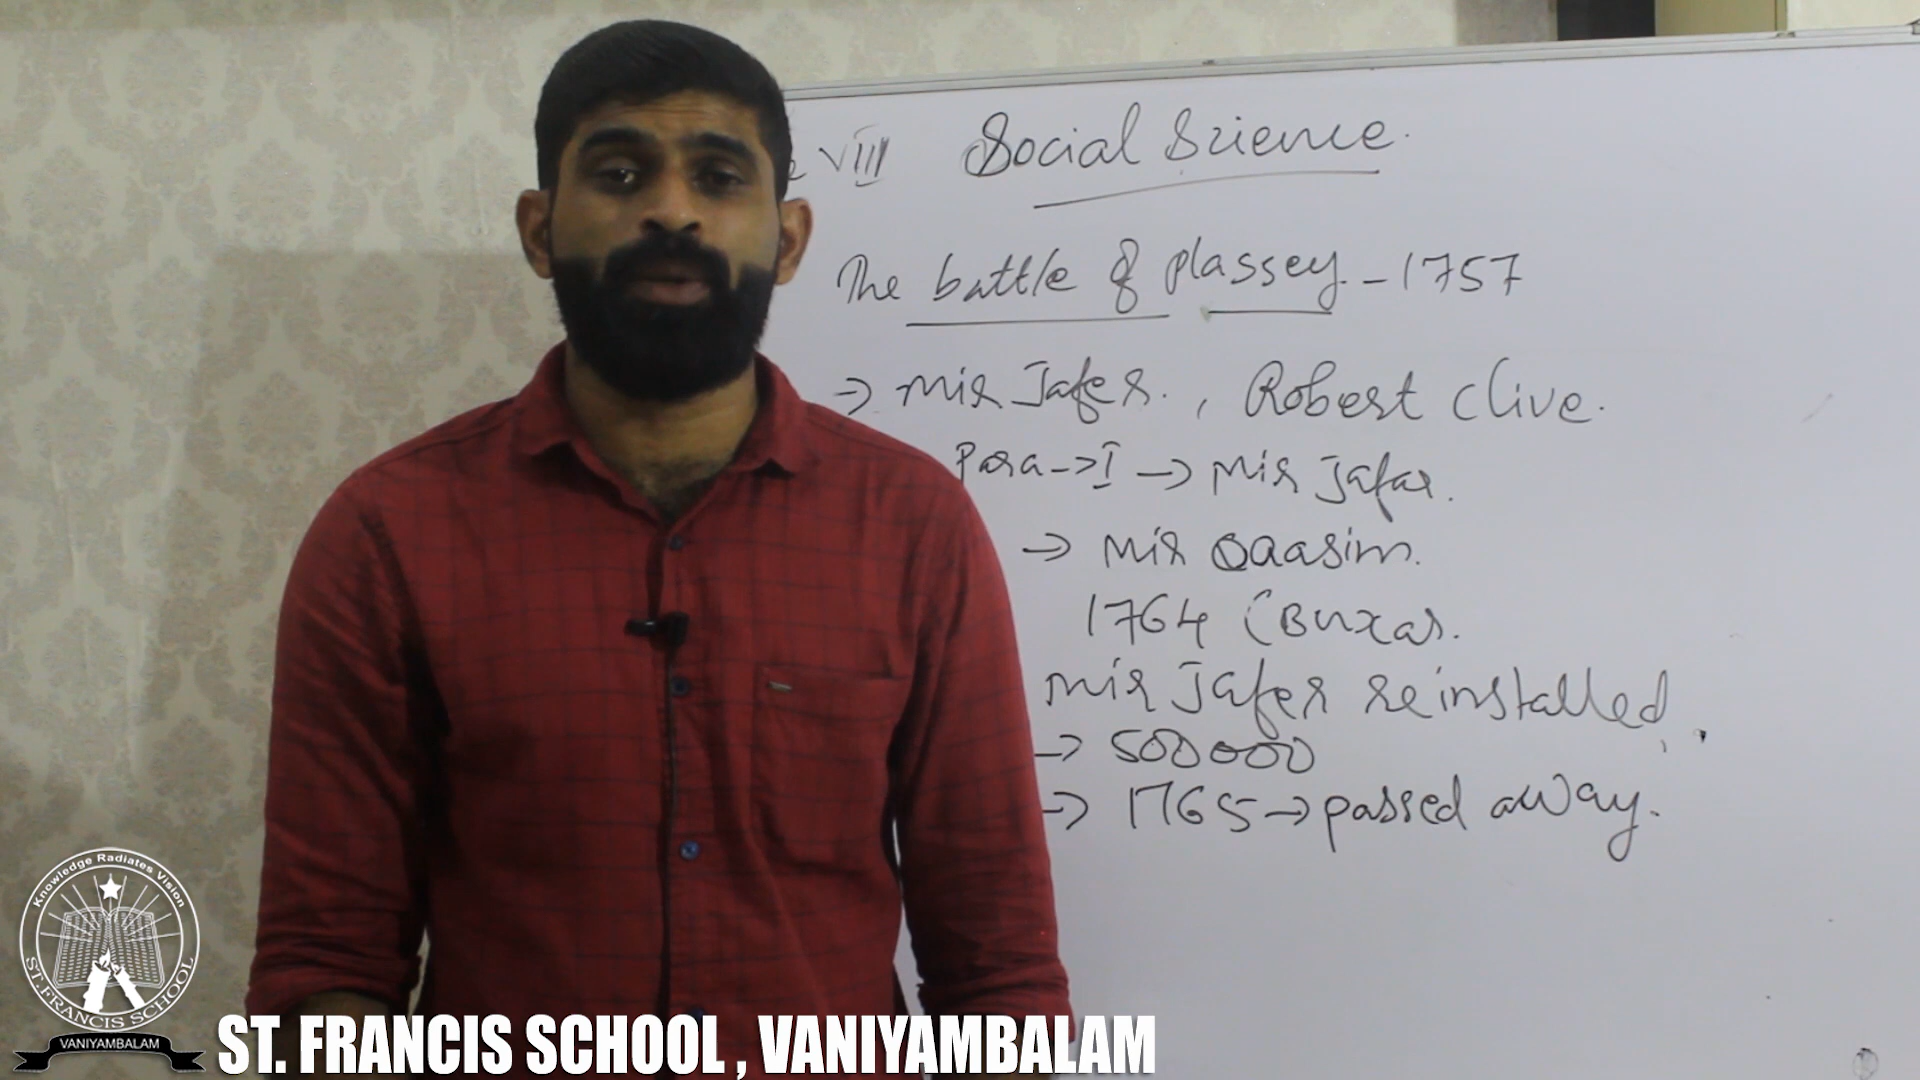 VIII Social Science.
The battle of plassey - 1757
→ Mir Jafer. , Robert Clive.
Para → I → Mir Jafar.
→ Mir Qaasim.
1764 (Buxar.
Mir Jafer reinstalled.
→ 500000
→ 1765 → passed away.
Knowledge Radiates Vision
ST. FRANCIS SCHOOL
VANIYAMBALAM
ST. FRANCIS SCHOOL , VANIYAMBALAM